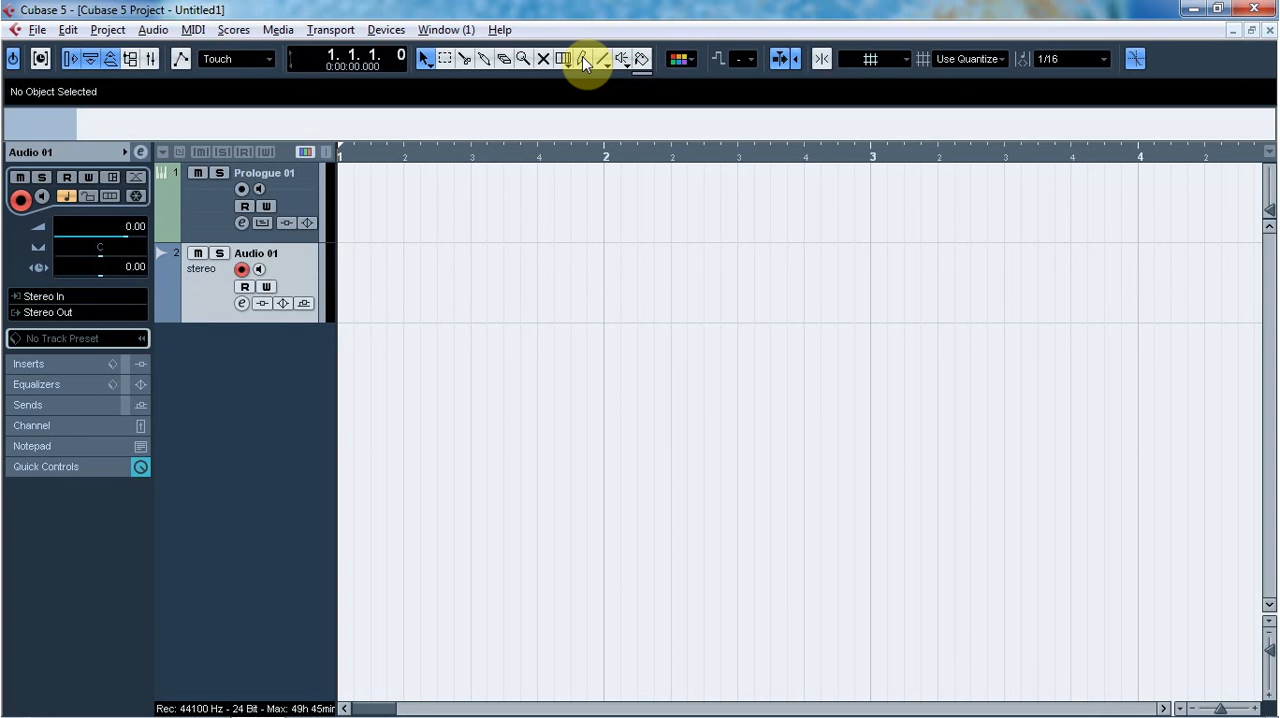 Cubase 5 - [Cubase 5 Project - Untitled1]
File Edit Project Audio MIDI Scores Media Transport Devices Window (1) Help
Touch
1. 1. 1. 0
0:00:00.000
-
Use Quantize
1/16
No Object Selected
Audio 01 e
[M] [S] [R] [W]
1 2 3 4 2 2 3 4 3 2 3 4 4 2
M S R W
1 M S Prologue 01
R W
e
0.00
C
0.00
2 M S Audio 01
stereo
R W
e
Stereo In
Stereo Out
No Track Preset
Inserts
Equalizers
Sends
Channel
Notepad
Quick Controls
Rec: 44100 Hz - 24 Bit - Max: 49h 45min